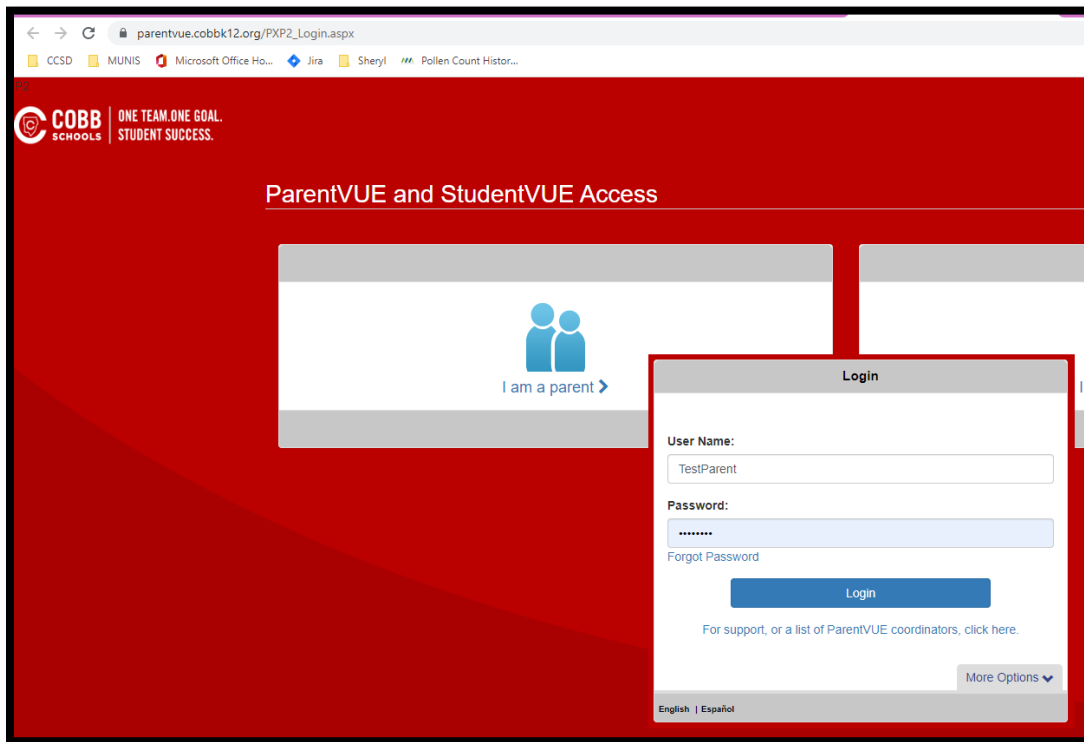 parentvue.cobbk12.org/PXP2_Login.aspx
CCSD MUNIS Microsoft Office Ho... Jira Sheryl Pollen Count Histor...
P2
COBB SCHOOLS
ONE TEAM.ONE GOAL.
STUDENT SUCCESS.
ParentVUE and StudentVUE Access
I am a parent
I
Login
User Name:
TestParent
Password:
••••••••
Forgot Password
Login
For support, or a list of ParentVUE coordinators, click here.
More Options
English | Español